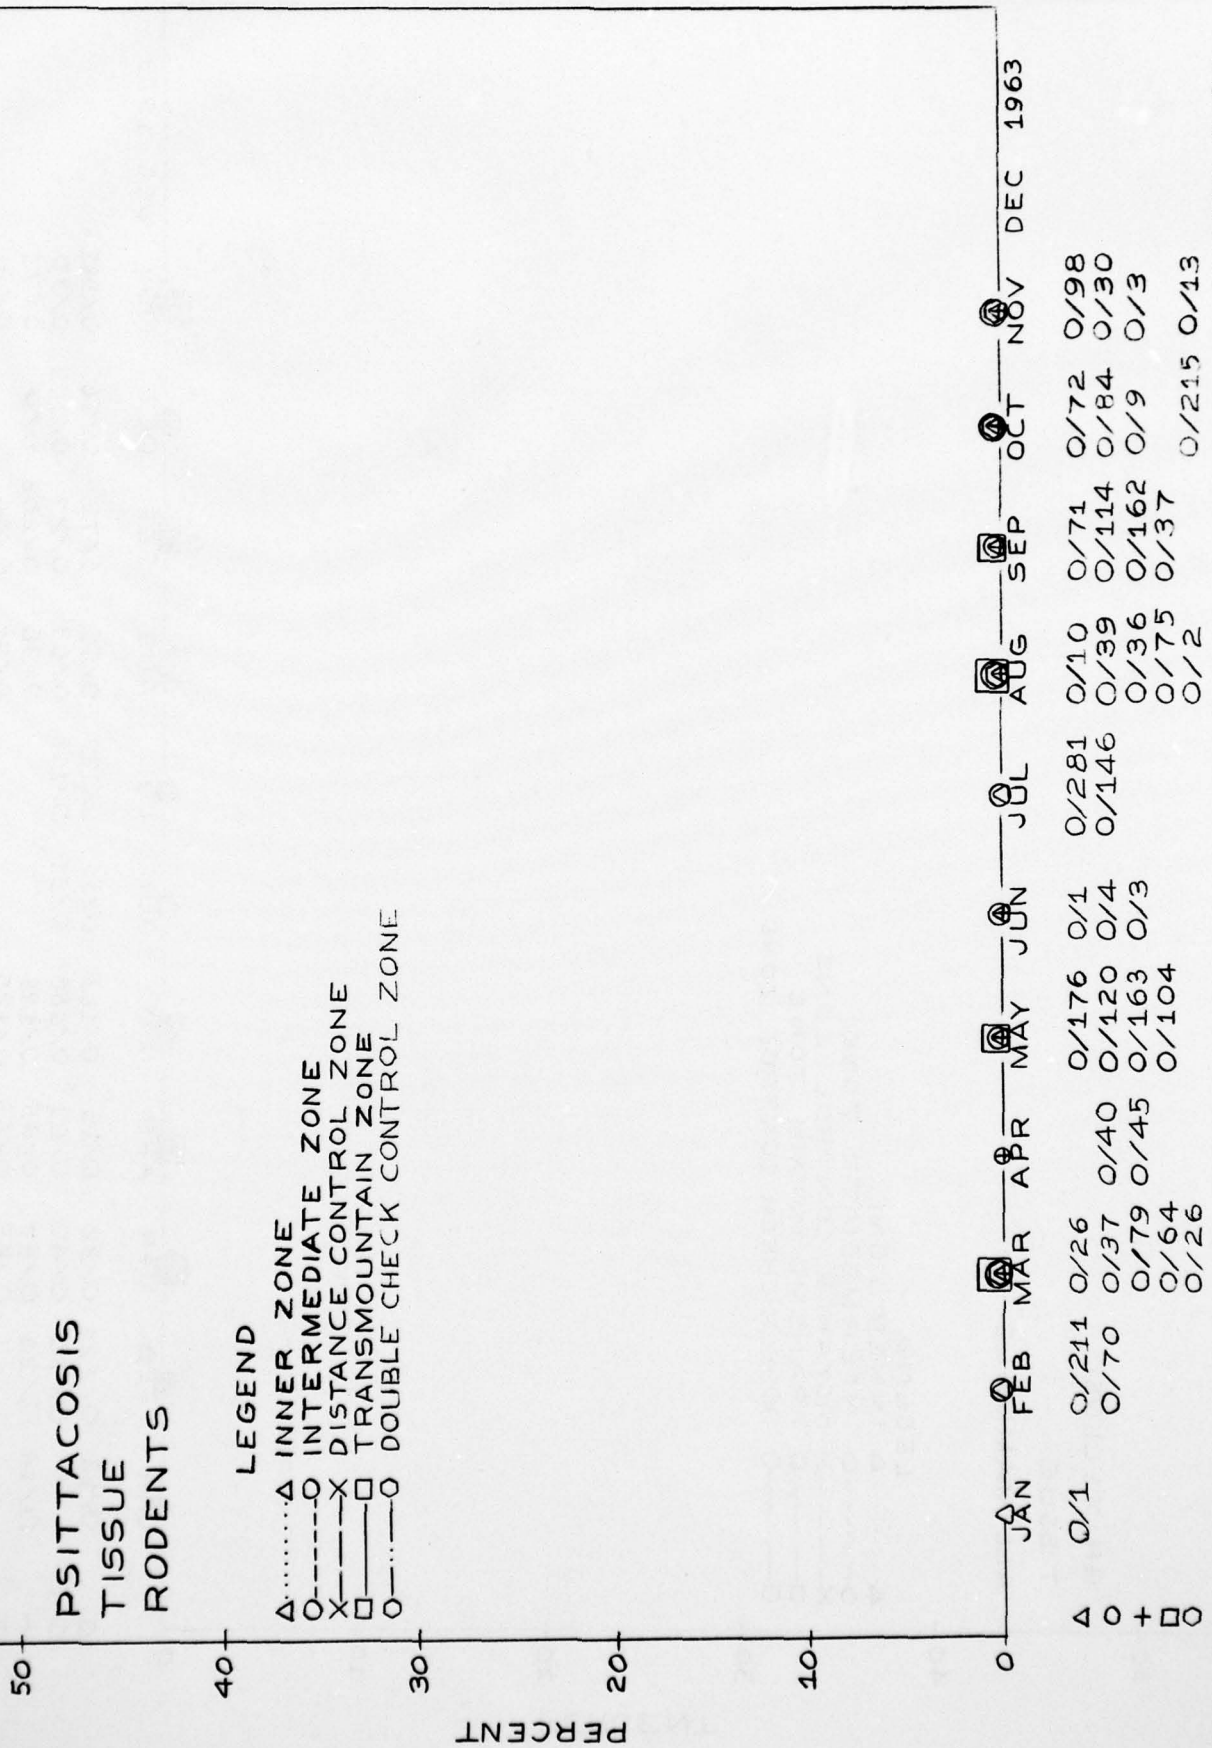 PSITTACOSIS
TISSUE
RODENTS
LEGEND
△········△ INNER ZONE
O-------O INTERMEDIATE ZONE
X—— ——X DISTANCE CONTROL ZONE
□————□ TRANSMOUNTAIN ZONE
O——··——O DOUBLE CHECK CONTROL ZONE
PERCENT
50
40
30
20
10
0
JAN FEB MAR APR MAY JUN JUL AUG SEP OCT NOV DEC 1963
△ 0/1 0/211 0/26 0/176 0/1 0/281 0/10 0/71 0/72 0/98
O 0/70 0/37 0/40 0/120 0/4 0/146 0/39 0/114 0/84 0/30
+ 0/79 0/45 0/163 0/3 0/36 0/162 0/9 0/3
□ 0/64 0/104 0/75 0/37
O 0/26 0/2 0/215 0/13